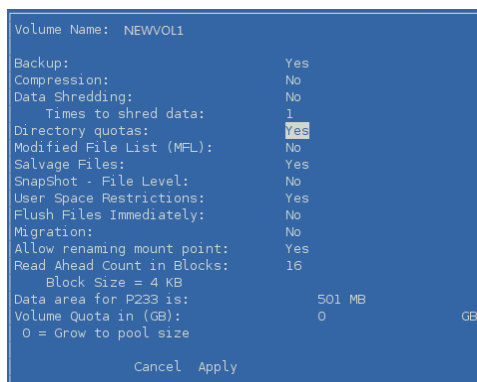 Volume Name: NEWVOL1
Backup: Yes
Compression: No
Data Shredding: No
Times to shred data: 1
Directory quotas: Yes
Modified File List (MFL): No
Salvage Files: Yes
SnapShot - File Level: No
User Space Restrictions: Yes
Flush Files Immediately: No
Migration: No
Allow renaming mount point: Yes
Read Ahead Count in Blocks: 16
Block Size = 4 KB
Data area for P233 is: 501 MB
Volume Quota in (GB): 0 GB
0 = Grow to pool size
Cancel Apply